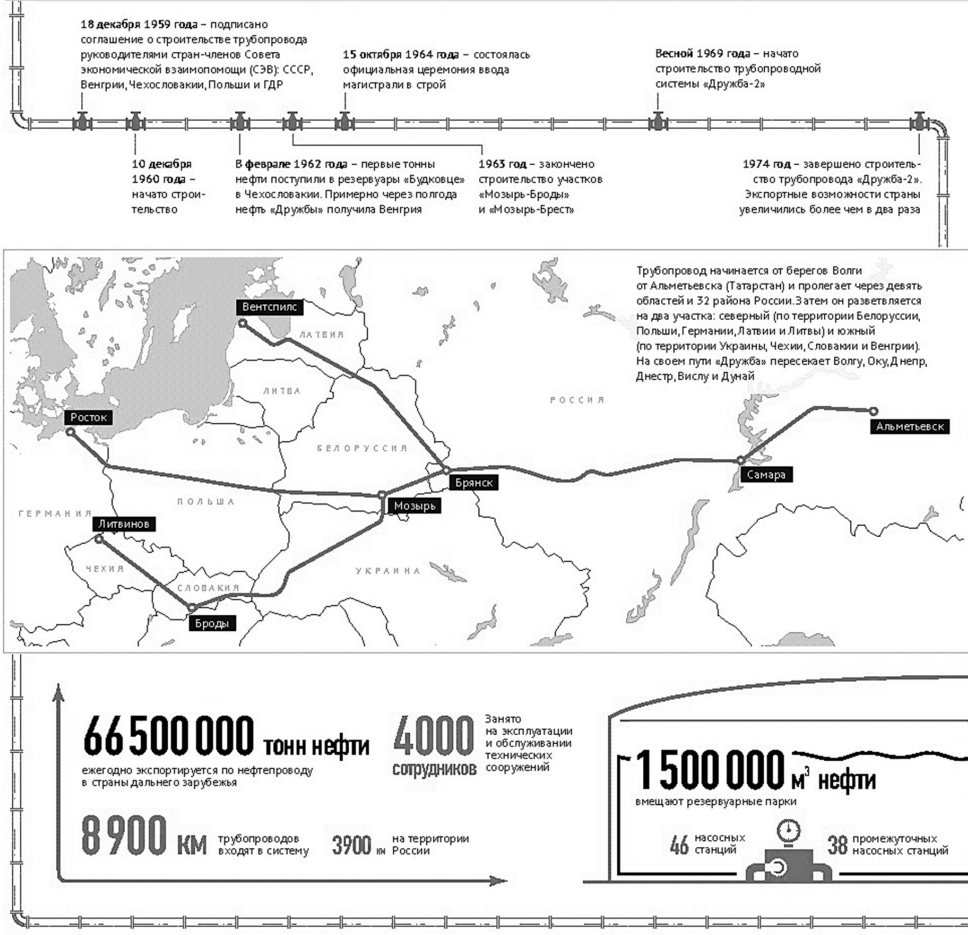 18 декабря 1959 года – подписано
соглашение о строительстве трубопровода
руководителями стран-членов Совета
экономической взаимопомощи (СЭВ): СССР,
Венгрии, Чехословакии, Польши и ГДР
15 октября 1964 года – состоялась
официальная церемония ввода
магистрали в строй
Весной 1969 года – начато
строительство трубопроводной
системы «Дружба-2»
10 декабря
1960 года –
начато строи-
тельство
В феврале 1962 года – первые тонны
нефти поступили в резервуары «Будковце»
в Чехословакии. Примерно через полгода
нефть «Дружбы» получила Венгрия
1963 год – закончено
строительство участков
«Мозырь-Броды»
и «Мозырь-Брест»
1974 год – завершено строитель-
ство трубопровода «Дружба-2».
Экспортные возможности страны
увеличились более чем в два раза
Трубопровод начинается от берегов Волги
от Альметьевска (Татарстан) и пролегает через девять
областей и 32 района России. Затем он разветвляется
на два участка: северный (по территории Белоруссии,
Польши, Германии, Латвии и Литвы) и южный
(по территории Украины, Чехии, Словакии и Венгрии).
На своем пути «Дружба» пересекает Волгу, Оку, Днепр,
Днестр, Вислу и Дунай
Вентспилс
ЛАТВИЯ
ЛИТВА
РОССИЯ
Росток
Альметьевск
БЕЛОРУССИЯ
Самара
Брянск
ПОЛЬША
Мозырь
ГЕРМАНИЯ
Литвинов
ЧЕХИЯ
УКРАИНА
СЛОВАКИЯ
Броды
66 500 000 тонн нефти
ежегодно экспортируется по нефтепроводу
в страны дальнего зарубежья
4000
сотрудников
Занято
на эксплуатации
и обслуживании
технических
сооружений
8 900 км
трубопроводов
входят в систему
3900 км
на территории
России
1 500 000 м³ нефти
вмещают резервуарные парки
46 насосных
станций
38 промежуточных
насосных станций